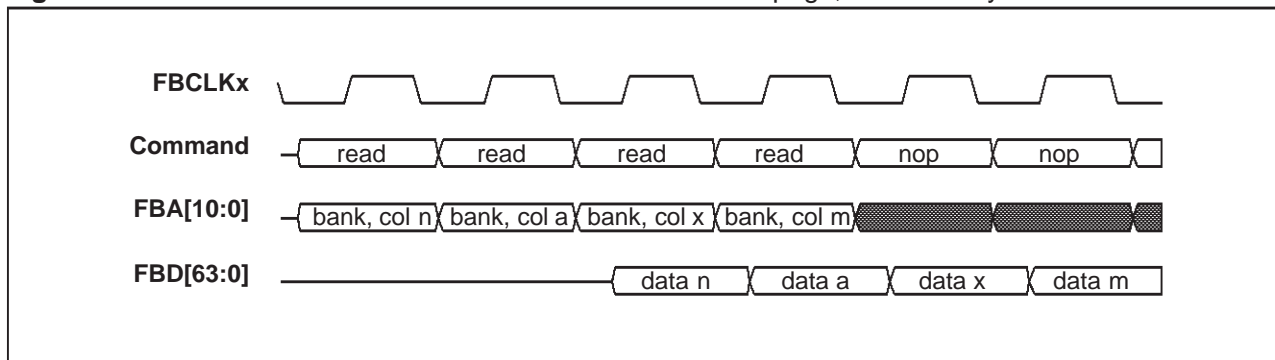 FBCLKx
Command read read read read nop nop
FBA[10:0] bank, col n bank, col a bank, col x bank, col m
FBD[63:0] data n data a data x data m